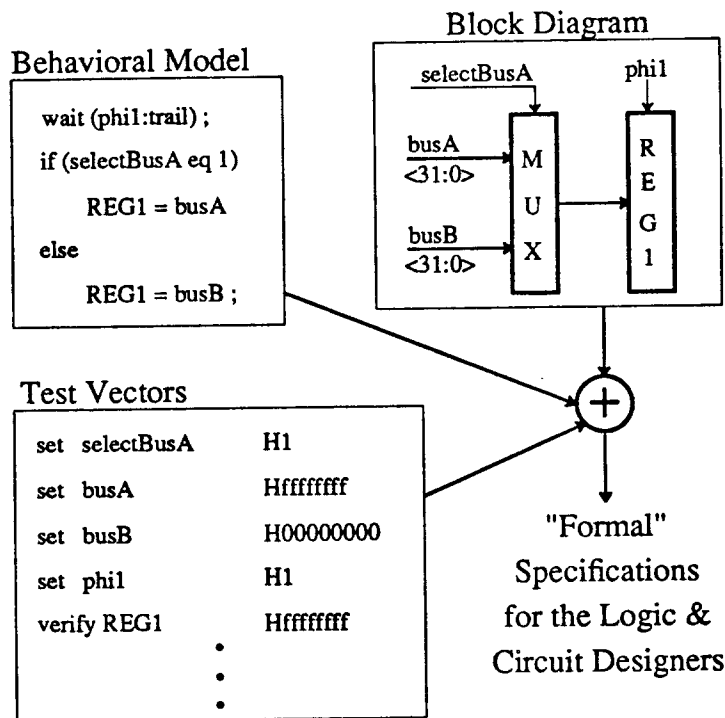 Behavioral Model
wait (phi1:trail) ;
if (selectBusA eq 1)
REG1 = busA
else
REG1 = busB ;
Block Diagram
selectBusA
phi1
busA
<31:0>
busB
<31:0>
M
U
X
R
E
G
1
Test Vectors
set selectBusA H1
set busA Hffffffff
set busB H00000000
set phi1 H1
verify REG1 Hffffffff
"Formal"
Specifications
for the Logic &
Circuit Designers